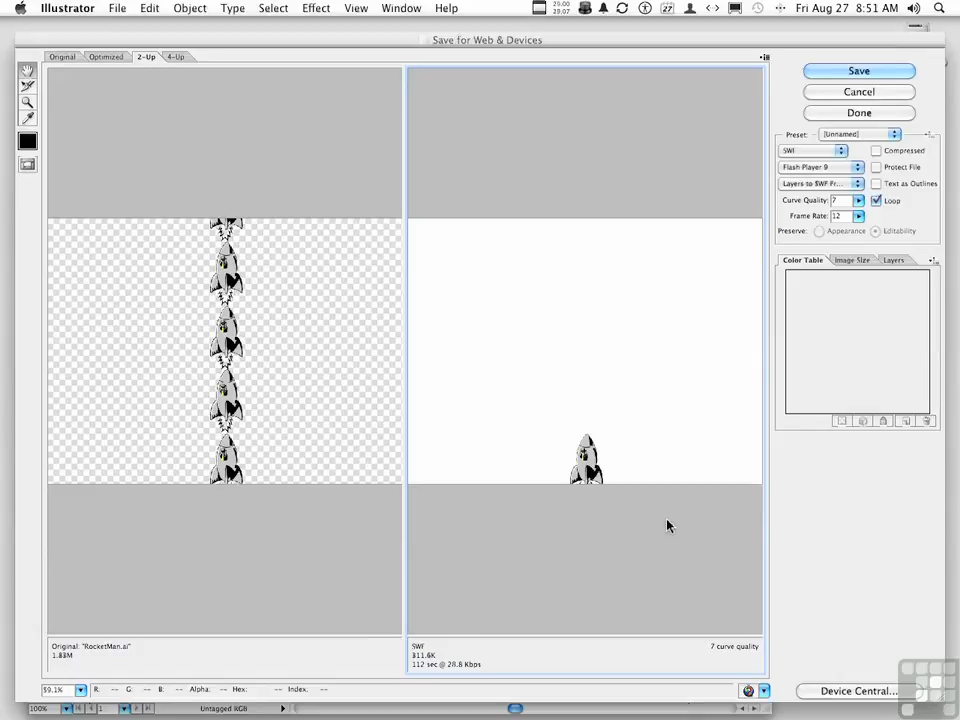 Illustrator File Edit Object Type Select Effect View Window Help Fri Aug 27 8:51 AM
Save for Web & Devices
Original Optimized 2-Up 4-Up
Save
Cancel
Done
Preset: [Unnamed]
SWF Compressed
Flash Player 9 Protect File
Layers to SWF Fr... Text as Outlines
Curve Quality: 7 Loop
Frame Rate: 12
Preserve: Appearance Editability
Color Table Image Size Layers
Original: "RocketMan.ai"
1.83M
SWF 7 curve quality
311.6K
112 sec @ 28.8 Kbps
59.1% R: -- G: -- B: -- Alpha: -- Hex: -- Index: --
Device Central...
100% 1 Untagged RGB